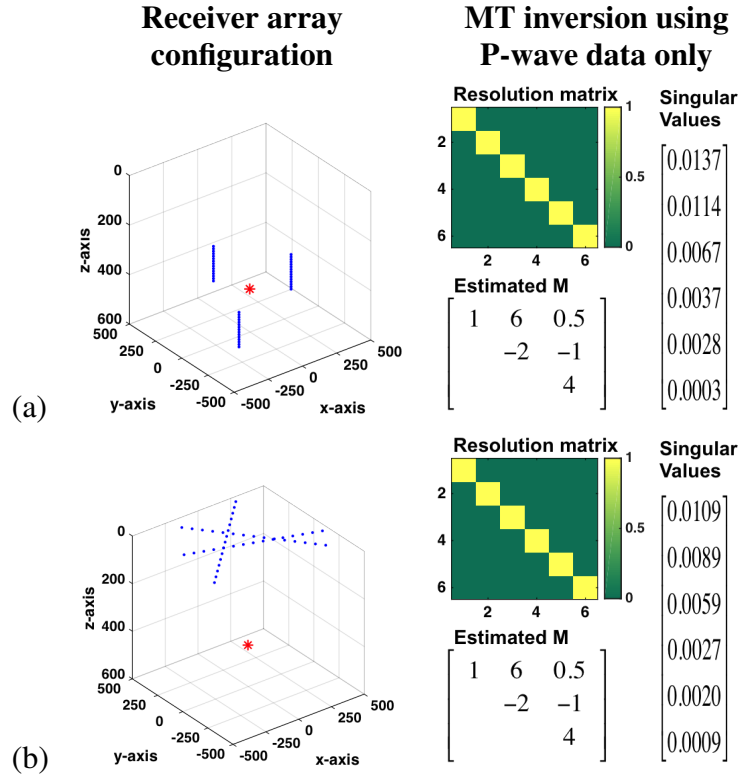 Receiver array
configuration
MT inversion using
P-wave data only
Resolution matrix
Singular
Values
0
200
400
600
z-axis
500
250
0
-250
-500
y-axis
-500
-250
0
250
500
x-axis
2
4
6
2
4
6
1
0.5
0
Estimated M
1 6 0.5
−2 −1
4
0.0137
0.0114
0.0067
0.0037
0.0028
0.0003
(a)
Resolution matrix
Singular
Values
0
200
400
600
z-axis
500
250
0
-250
-500
y-axis
-500
-250
0
250
500
x-axis
2
4
6
2
4
6
1
0.5
0
Estimated M
1 6 0.5
−2 −1
4
0.0109
0.0089
0.0059
0.0027
0.0020
0.0009
(b)